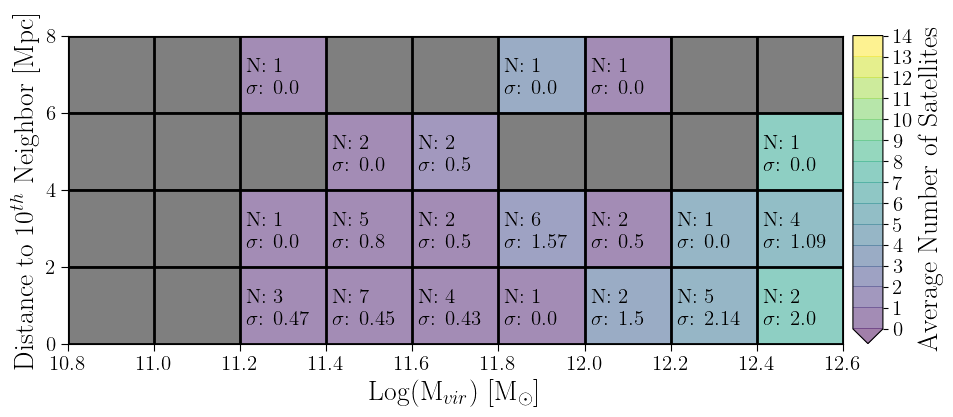 Distance to 10th Neighbor [Mpc]
8
6
4
2
0
N: 1
σ: 0.0
N: 1
σ: 0.0
N: 1
σ: 0.0
N: 2
σ: 0.0
N: 2
σ: 0.5
N: 1
σ: 0.0
N: 1
σ: 0.0
N: 5
σ: 0.8
N: 2
σ: 0.5
N: 6
σ: 1.57
N: 2
σ: 0.5
N: 1
σ: 0.0
N: 4
σ: 1.09
N: 3
σ: 0.47
N: 7
σ: 0.45
N: 4
σ: 0.43
N: 1
σ: 0.0
N: 2
σ: 1.5
N: 5
σ: 2.14
N: 2
σ: 2.0
10.8 11.0 11.2 11.4 11.6 11.8 12.0 12.2 12.4 12.6
Log(Mvir) [M⊙]
14
13
12
11
10
9
8
7
6
5
4
3
2
1
0
Average Number of Satellites